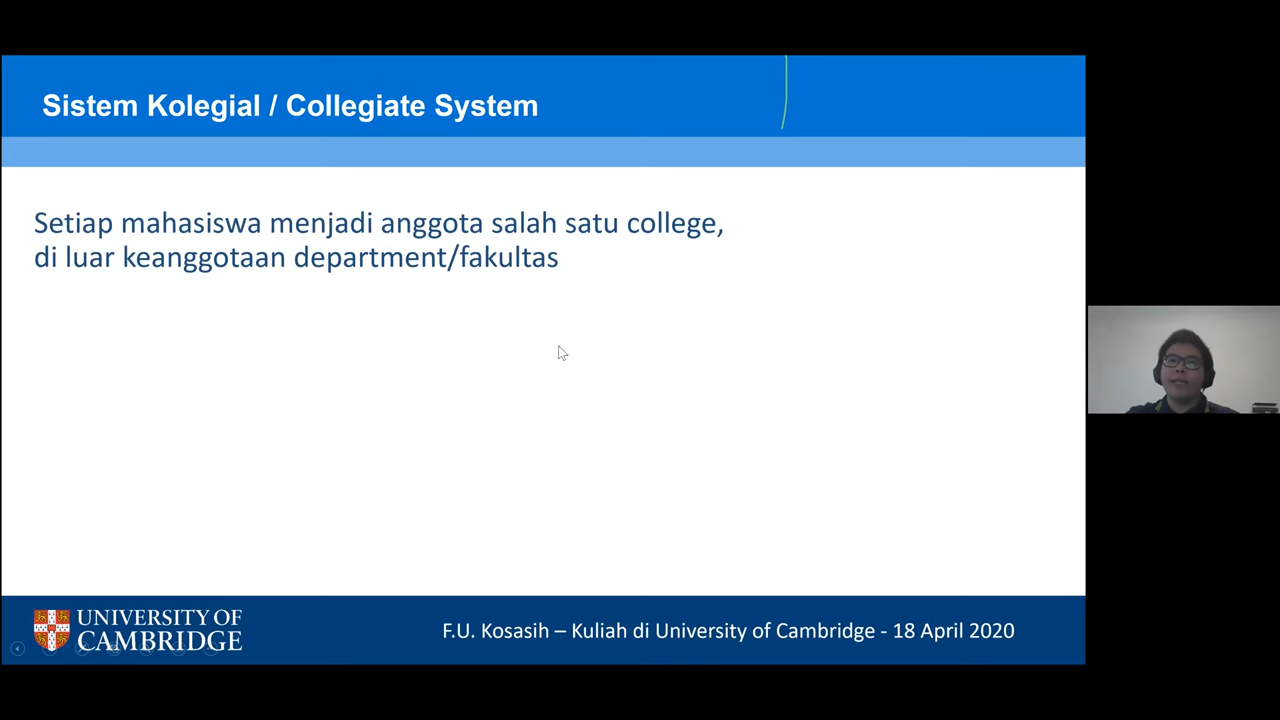 Sistem Kolegial / Collegiate System
Setiap mahasiswa menjadi anggota salah satu college,
di luar keanggotaan department/fakultas
UNIVERSITY OF
CAMBRIDGE
F.U. Kosasih – Kuliah di University of Cambridge - 18 April 2020